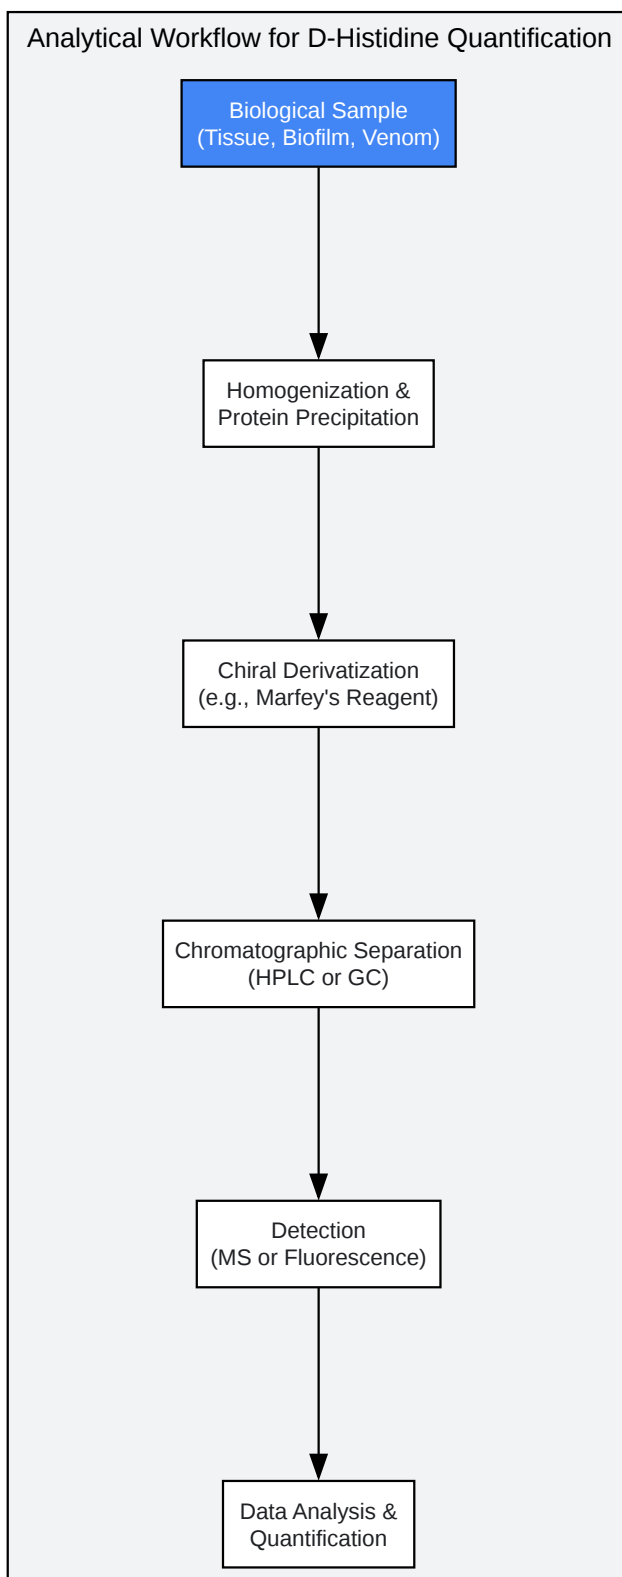 Analytical Workflow for D-Histidine Quantification
Biological Sample
(Tissue, Biofilm, Venom)
Homogenization &
Protein Precipitation
Chiral Derivatization
(e.g., Marfey's Reagent)
Chromatographic Separation
(HPLC or GC)
Detection
(MS or Fluorescence)
Data Analysis &
Quantification